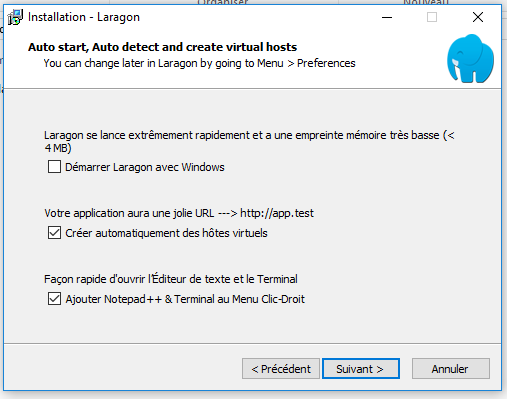 Organiser
Nouveau
Installation - Laragon
Auto start, Auto detect and create virtual hosts
You can change later in Laragon by going to Menu > Preferences
Laragon se lance extrêmement rapidement et a une empreinte mémoire très basse (<
4 MB)
Démarrer Laragon avec Windows
Votre application aura une jolie URL ---> http://app.test
Créer automatiquement des hôtes virtuels
Façon rapide d'ouvrir l'Éditeur de texte et le Terminal
Ajouter Notepad++ & Terminal au Menu Clic-Droit
< Précédent
Suivant >
Annuler